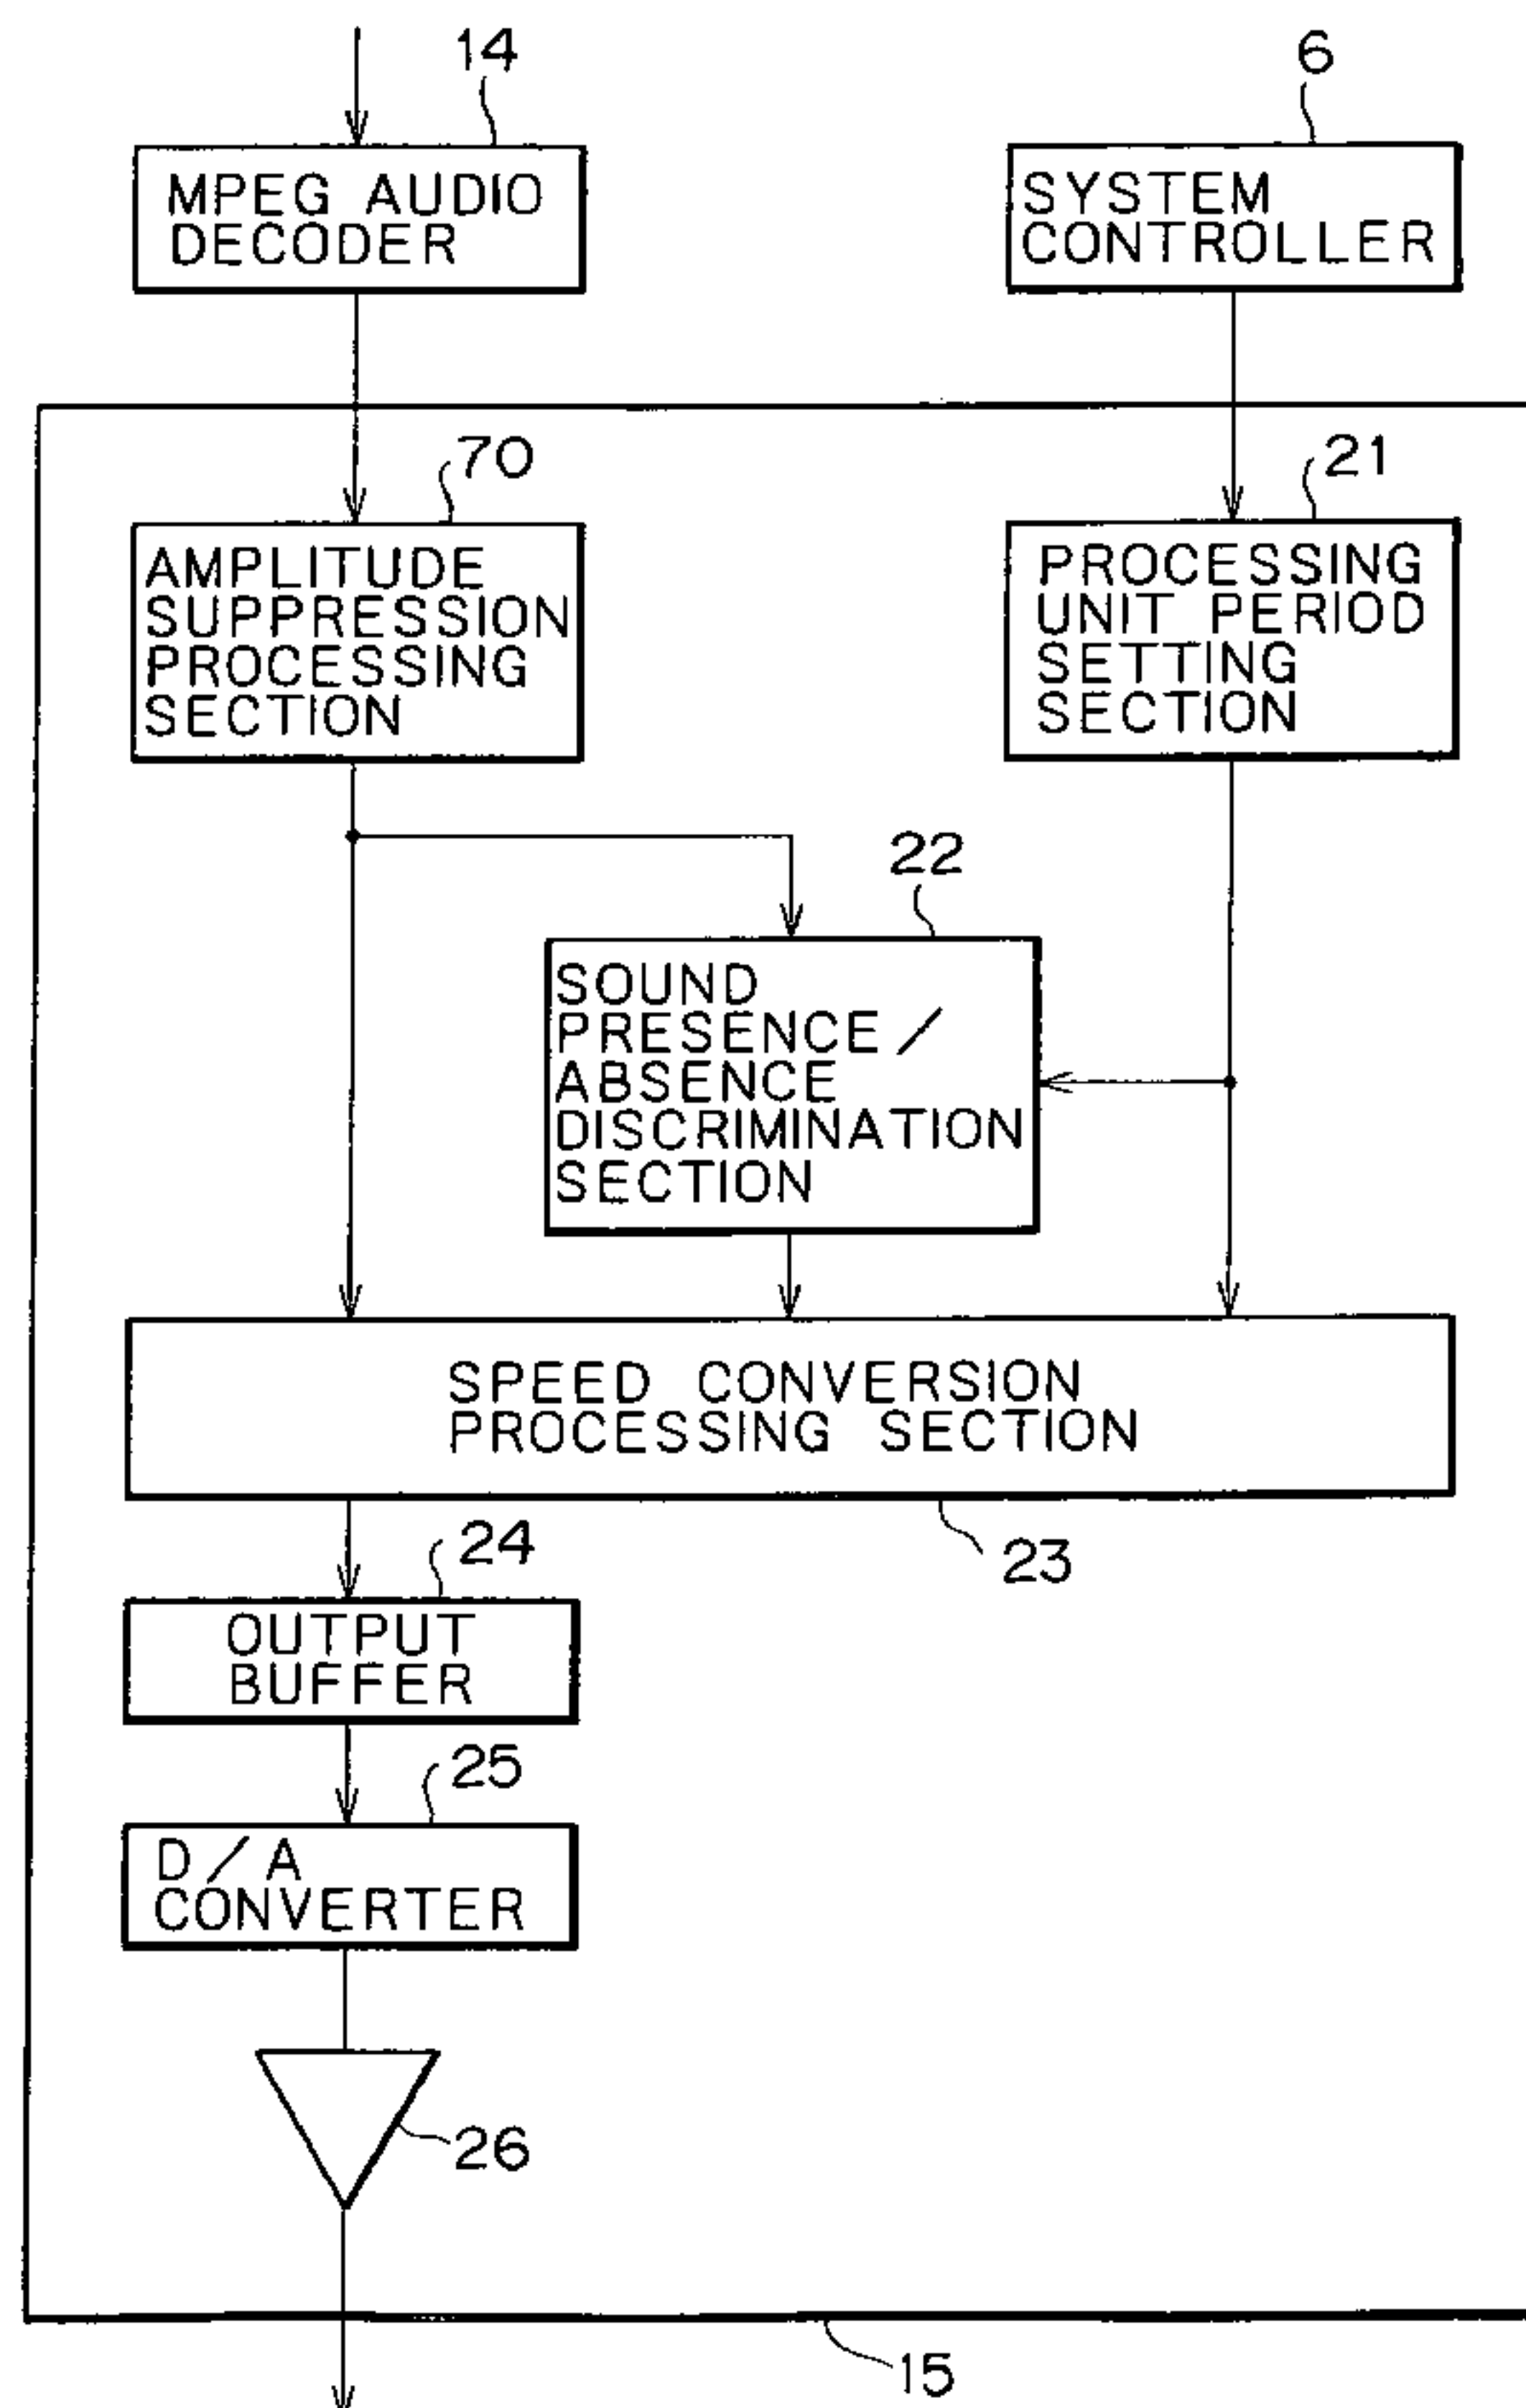 14
MPEG AUDIO
DECODER
6
SYSTEM
CONTROLLER
70
AMPLITUDE
SUPPRESSION
PROCESSING
SECTION
21
PROCESSING
UNIT PERIOD
SETTING
SECTION
22
SOUND
PRESENCE /
ABSENCE
DISCRIMINATION
SECTION
SPEED CONVERSION
PROCESSING SECTION
23
24
OUTPUT
BUFFER
25
D/A
CONVERTER
26
15